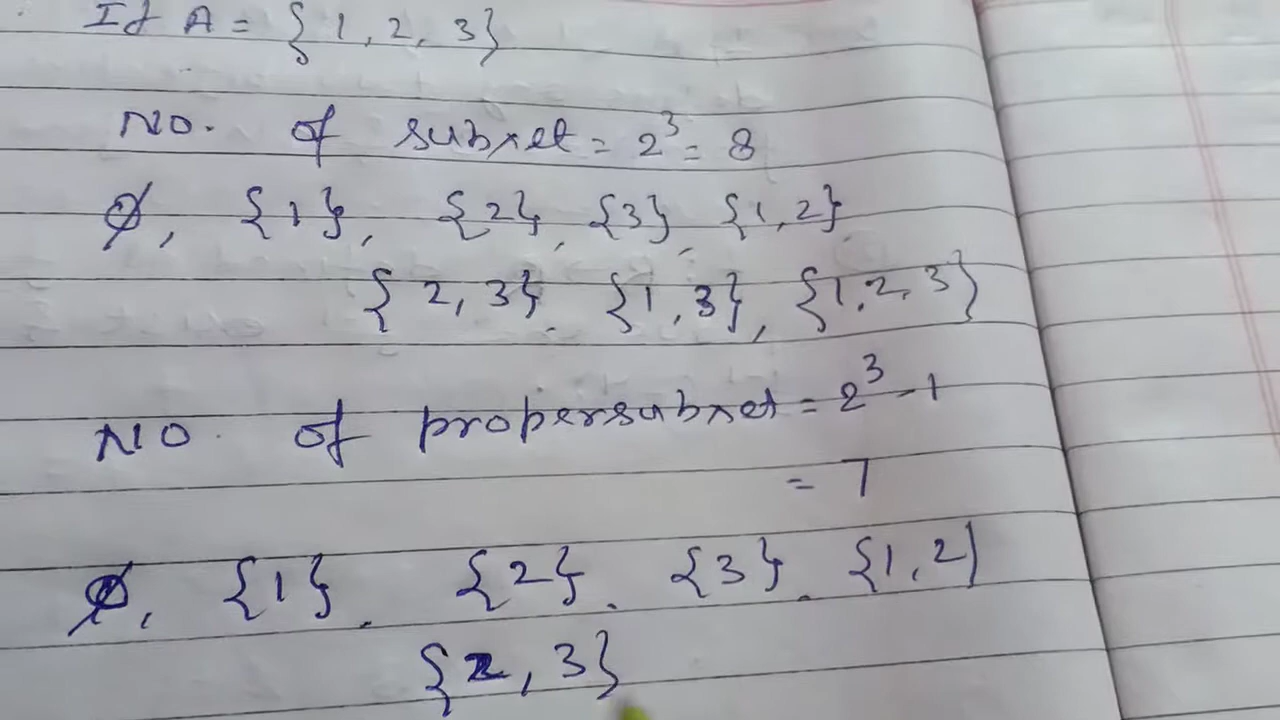 If A = {1, 2, 3}
No. of subset = 2³ = 8
∅, {1}, {2}, {3}, {1,2}
{2, 3}. {1,3}, {1,2,3}
No. of propersubset = 2³ - 1
= 7
∅, {1}. {2}. {3}. {1,2)
{2, 3}